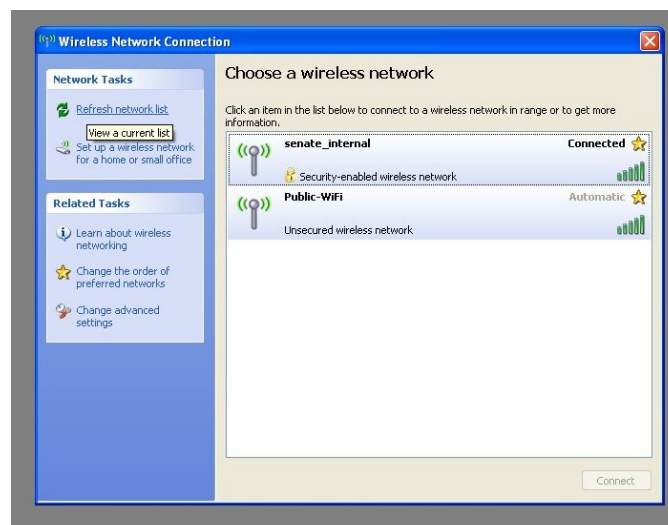 Wireless Network Connection
Network Tasks
Refresh network list
View a current list
Set up a wireless network
for a home or small office
Related Tasks
Learn about wireless
networking
Change the order of
preferred networks
Change advanced
settings
Choose a wireless network
Click an item in the list below to connect to a wireless network in range or to get more
information.
senate_internal Connected
Security-enabled wireless network
Public-WiFi Automatic
Unsecured wireless network
Connect